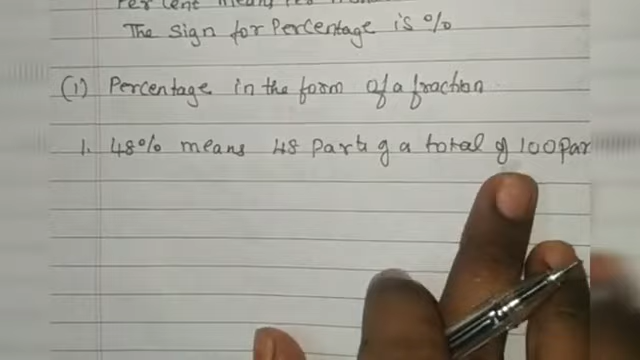 The sign for Percentage is %
(1) Percentage in the form of a fraction.
1. 48% means 48 Parts of a total of 100 Par